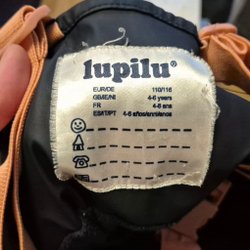 lupilu®
EUR/DE 110/116
GB/IE/NI 4-6 years
FR 4-6 ans
ES/IT/PT 4-6 años/anni/anos